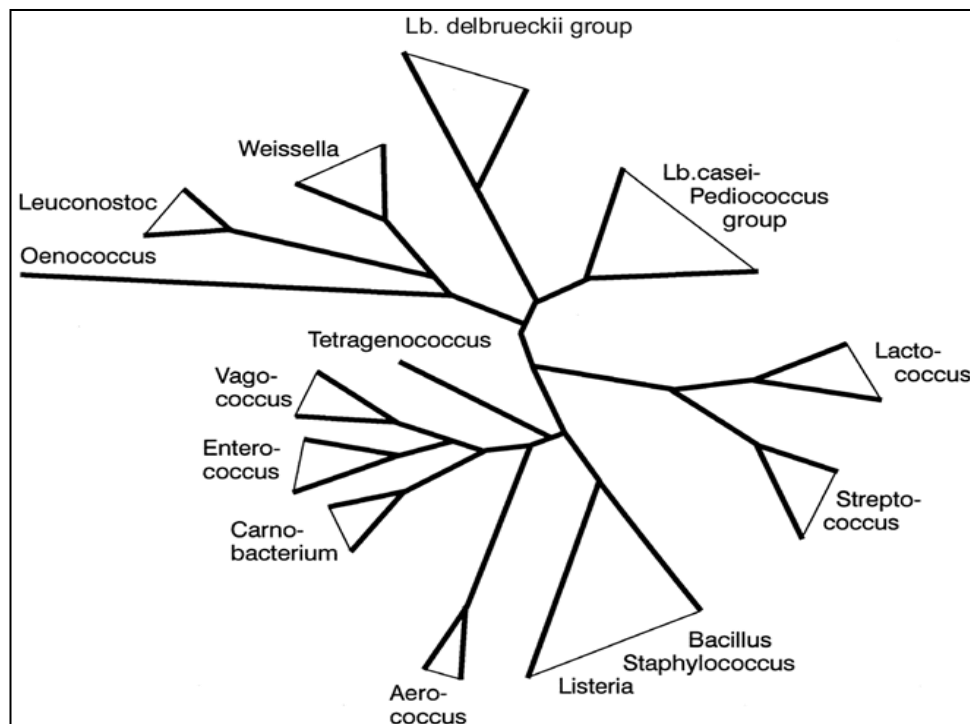 Lb. delbrueckii group
Weissella
Lb.casei-
Pediococcus
group
Leuconostoc
Oenococcus
Tetragenococcus
Lacto-
coccus
Vago-
coccus
Entero-
coccus
Strepto-
coccus
Carno-
bacterium
Bacillus
Staphylococcus
Listeria
Aero-
coccus